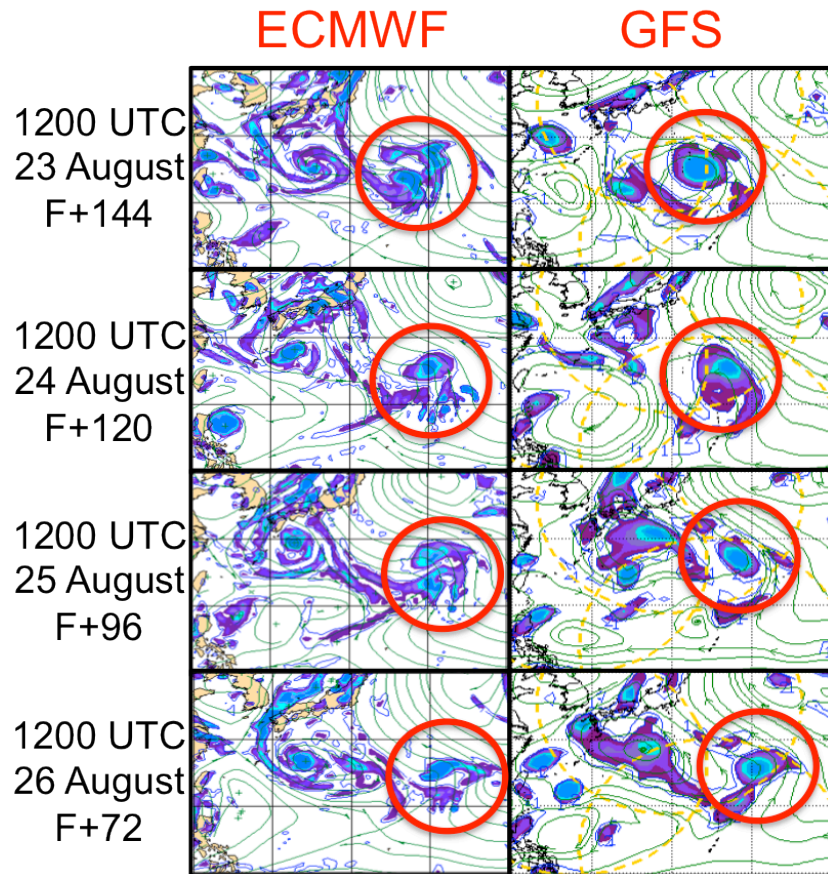 ECMWF GFS
1200 UTC
23 August
F+144
1200 UTC
24 August
F+120
1200 UTC
25 August
F+96
1200 UTC
26 August
F+72